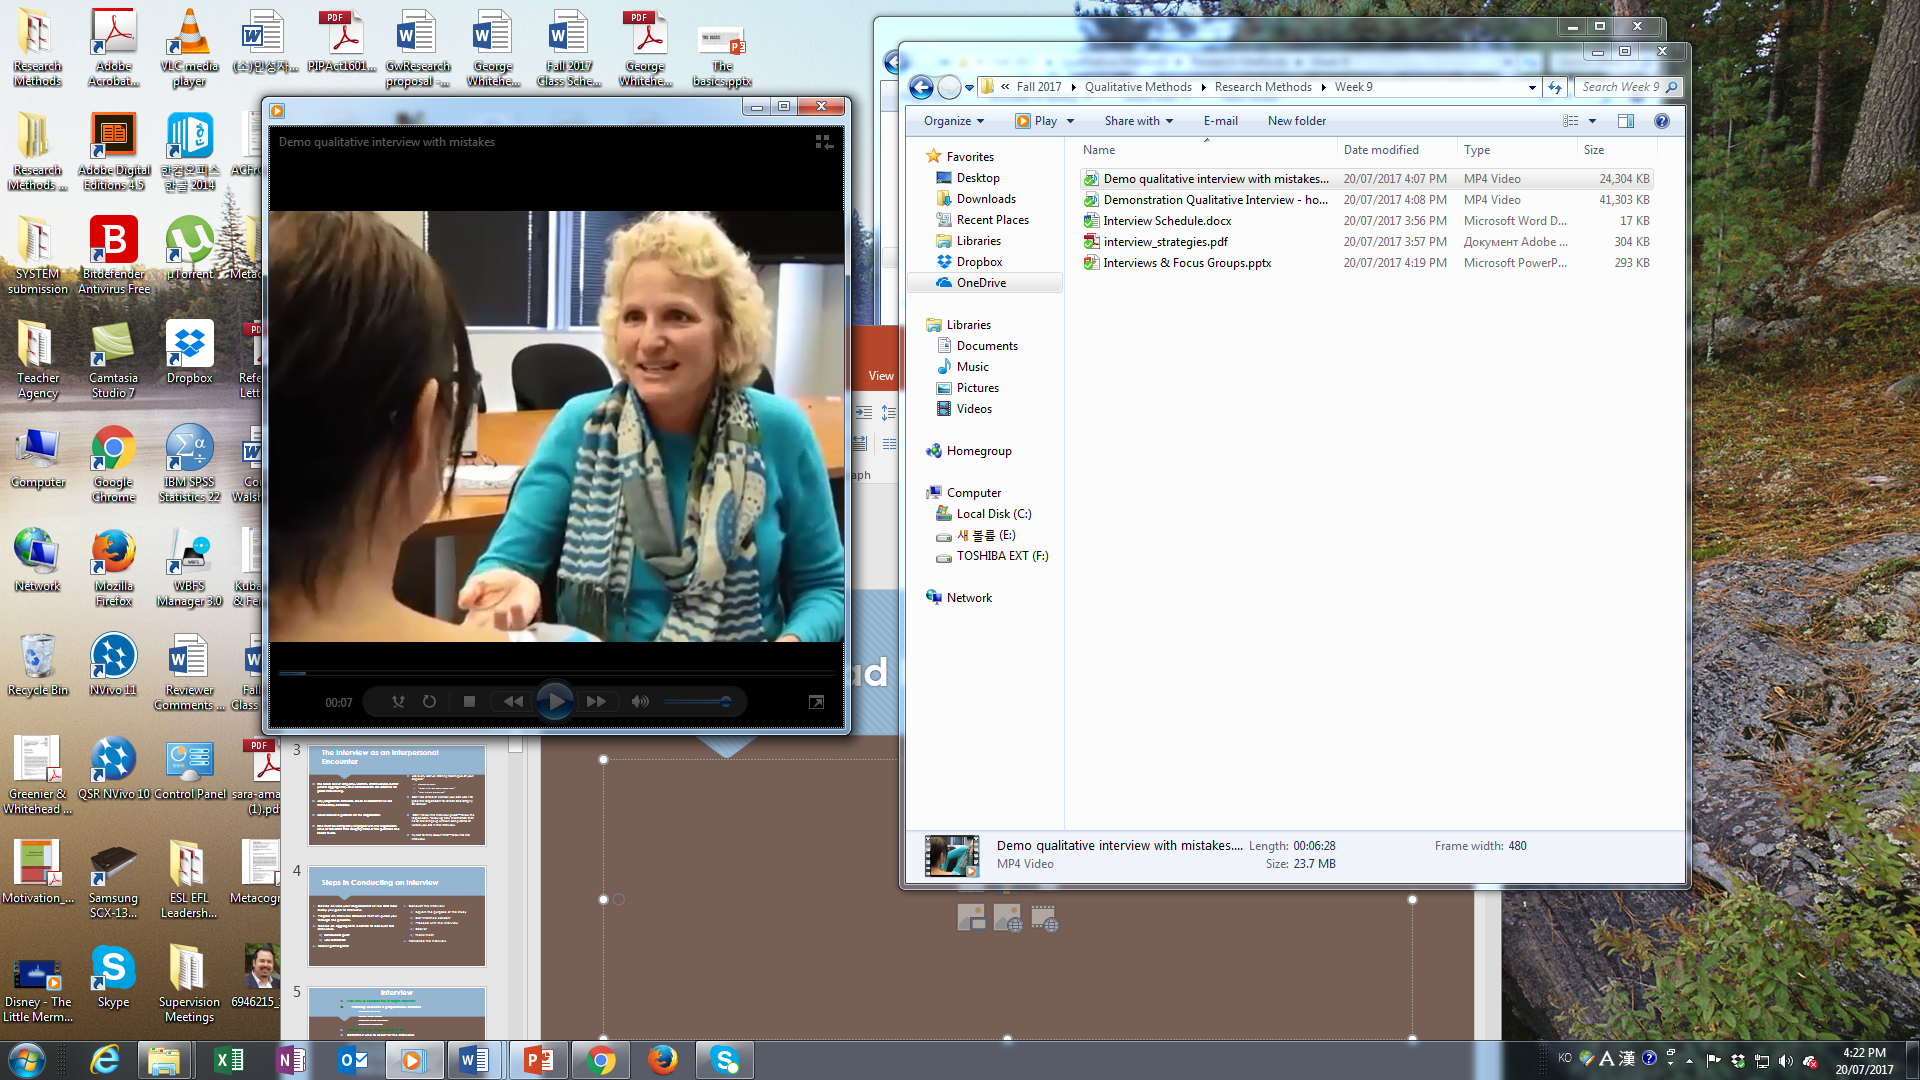 Research
Methods
Adobe
Acrobat...
VLC media
player
(소)인성자...
PIPAct1601...
GwResearch
proposal -...
George
Whitehe...
Fall 2017
Class Sche...
George
Whitehe...
The
basics.pptx
Research
Methods ...
Adobe Digital
Editions 4.5
한컴오피스
한글 2014
SYSTEM
submission
Bitdefender
Antivirus Free
µTorrent
Teacher
Agency
Camtasia
Studio 7
Dropbox
Computer
Google
Chrome
IBM SPSS
Statistics 22
Network
Mozilla
Firefox
WBFS
Manager 3.0
Recycle Bin
NVivo 11
Reviewer
Comments ...
Greenier &
Whitehead ...
QSR NVivo 10
Control Panel
sara-ama...
(1).pdf
Motivation_...
Samsung
SCX-13...
ESL EFL
Leadersh...
Metacogr
Disney - The
Little Merm...
Skype
Supervision
Meetings
Demo qualitative interview with mistakes
00:07
View
3
The Interview as an Interpersonal
Encounter
4
Steps in Conducting an Interview
5
Interview
« Fall 2017 ▸ Qualitative Methods ▸ Research Methods ▸ Week 9
Search Week 9
Organize
Play
Share with
E-mail
New folder
Name
Date modified
Type
Size
Demo qualitative interview with mistakes... 20/07/2017 4:07 PM MP4 Video 24,304 KB
Demonstration Qualitative Interview - ho... 20/07/2017 4:08 PM MP4 Video 41,303 KB
Interview Schedule.docx 20/07/2017 3:56 PM Microsoft Word D... 17 KB
interview_strategies.pdf 20/07/2017 3:57 PM Документ Adobe ... 304 KB
Interviews & Focus Groups.pptx 20/07/2017 4:19 PM Microsoft PowerP... 293 KB
Favorites
Desktop
Downloads
Recent Places
Libraries
Dropbox
OneDrive
Libraries
Documents
Music
Pictures
Videos
Homegroup
Computer
Local Disk (C:)
새 볼륨 (E:)
TOSHIBA EXT (F:)
Network
Demo qualitative interview with mistakes.... Length: 00:06:28 Frame width: 480
MP4 Video Size: 23.7 MB
KO
A 漢
4:22 PM
20/07/2017